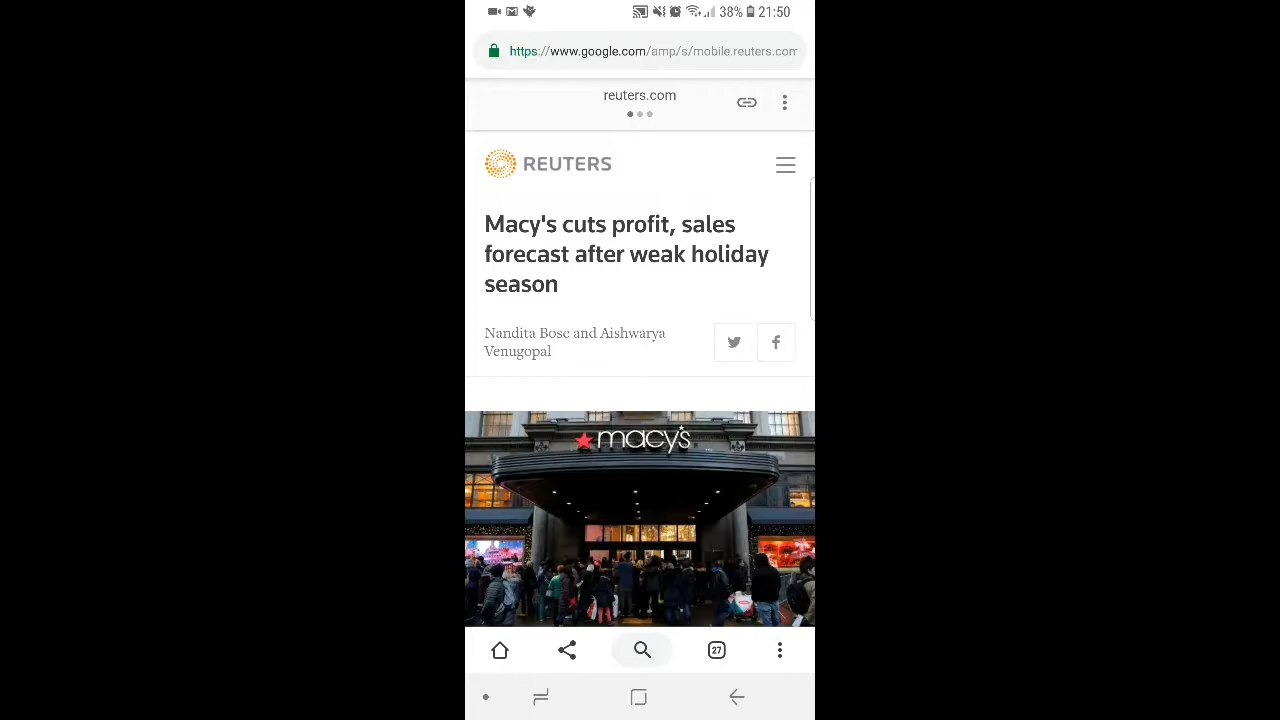 38% 21:50
https://www.google.com/amp/s/mobile.reuters.com
reuters.com
REUTERS
Macy's cuts profit, sales
forecast after weak holiday
season
Nandita Bose and Aishwarya
Venugopal
macy's
27